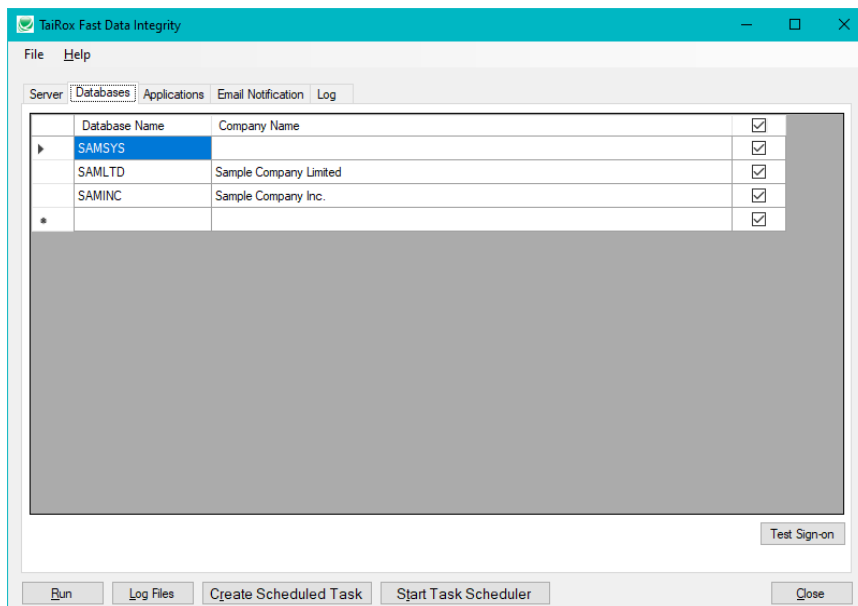 TaiRox Fast Data Integrity
File Help
Server Databases Applications Email Notification Log
Database Name Company Name
SAMSYS
SAMLTD Sample Company Limited
SAMINC Sample Company Inc.
Test Sign-on
Run Log Files Create Scheduled Task Start Task Scheduler Close